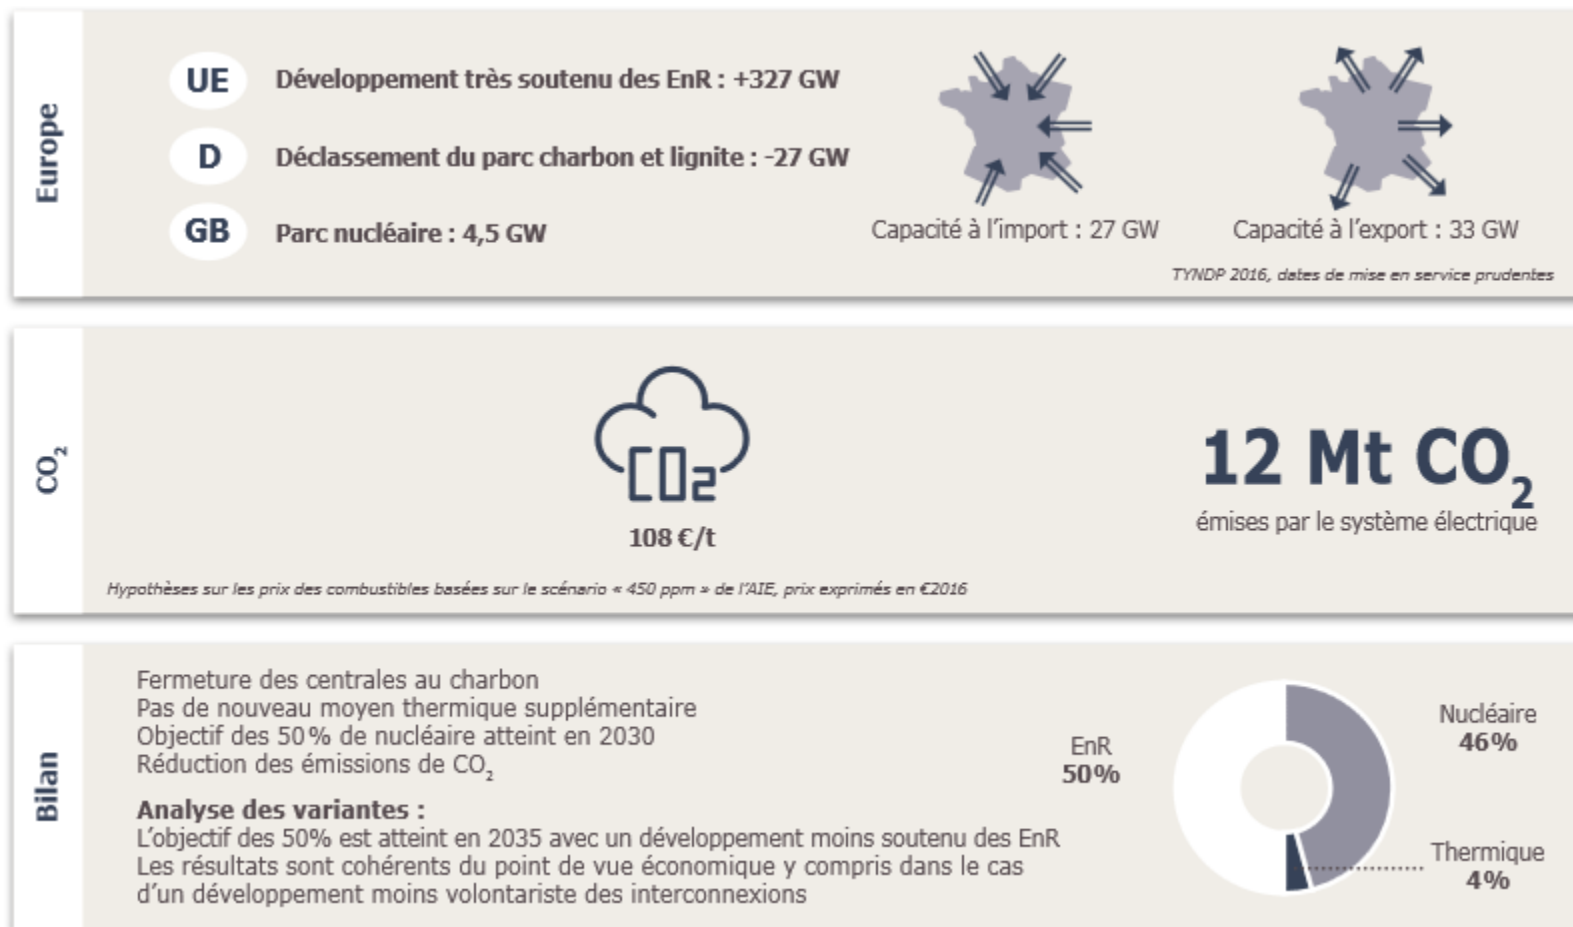 Europe
UE
Développement très soutenu des EnR : +327 GW
D
Déclassement du parc charbon et lignite : -27 GW
GB
Parc nucléaire : 4,5 GW
Capacité à l'import : 27 GW
Capacité à l'export : 33 GW
TYNDP 2016, dates de mise en service prudentes
CO₂
CO₂
108 €/t
12 Mt CO₂
émises par le système électrique
Hypothèses sur les prix des combustibles basées sur le scénario « 450 ppm » de l'AIE, prix exprimés en €2016
Bilan
Fermeture des centrales au charbon
Pas de nouveau moyen thermique supplémentaire
Objectif des 50% de nucléaire atteint en 2030
Réduction des émissions de CO₂
Analyse des variantes :
L'objectif des 50% est atteint en 2035 avec un développement moins soutenu des EnR
Les résultats sont cohérents du point de vue économique y compris dans le cas
d'un développement moins volontariste des interconnexions
EnR
50%
Nucléaire
46%
Thermique
4%